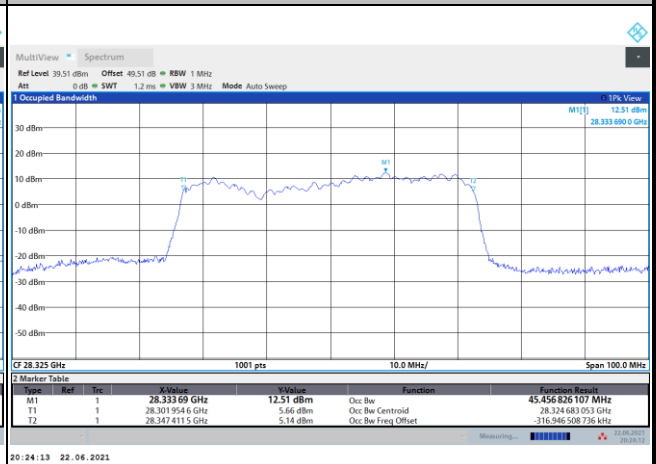 MultiView Spectrum
Ref Level 39.51 dBm Offset 49.51 dB RBW 1 MHz
Att 0 dB SWT 1.2 ms VBW 3 MHz Mode Auto Sweep
1 Occupied Bandwidth 1Pk View
M1[1] 12.51 dBm
28.333 690 0 GHz
30 dBm
20 dBm
M1
T1 T2
10 dBm
0 dBm
-10 dBm
-20 dBm
-30 dBm
-40 dBm
-50 dBm
CF 28.325 GHz 1001 pts 10.0 MHz/ Span 100.0 MHz
2 Marker Table
Type Ref Trc X-Value Y-Value Function Function Result
M1 1 28.333 69 GHz 12.51 dBm Occ Bw 45.456 826 107 MHz
T1 1 28.301 954 6 GHz 5.66 dBm Occ Bw Centroid 28.324 683 053 GHz
T2 1 28.347 411 5 GHz 5.14 dBm Occ Bw Freq Offset -316.946 508 736 kHz
Measuring... 22.06.2021
20:24:12
20:24:13 22.06.2021